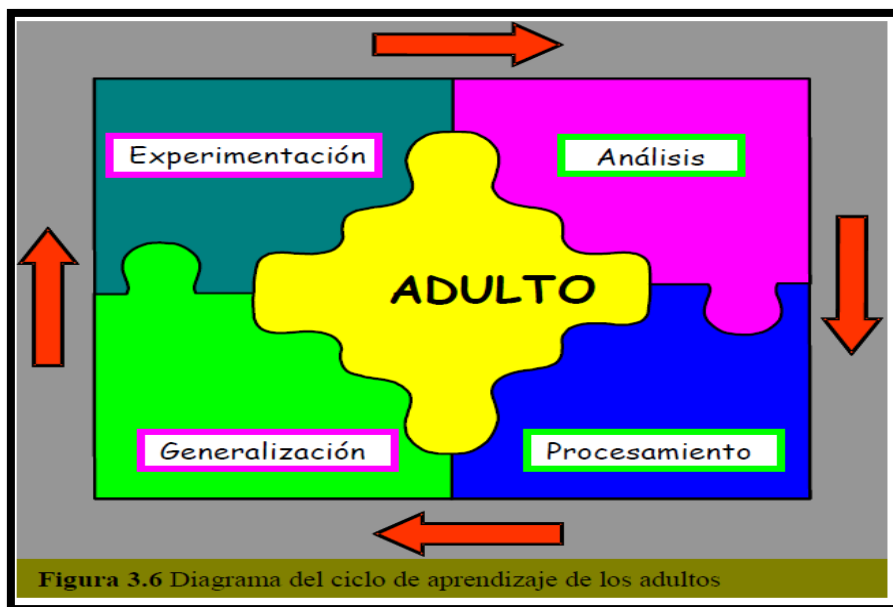 Experimentación
Análisis
ADULTO
Generalización
Procesamiento
Figura 3.6 Diagrama del ciclo de aprendizaje de los adultos